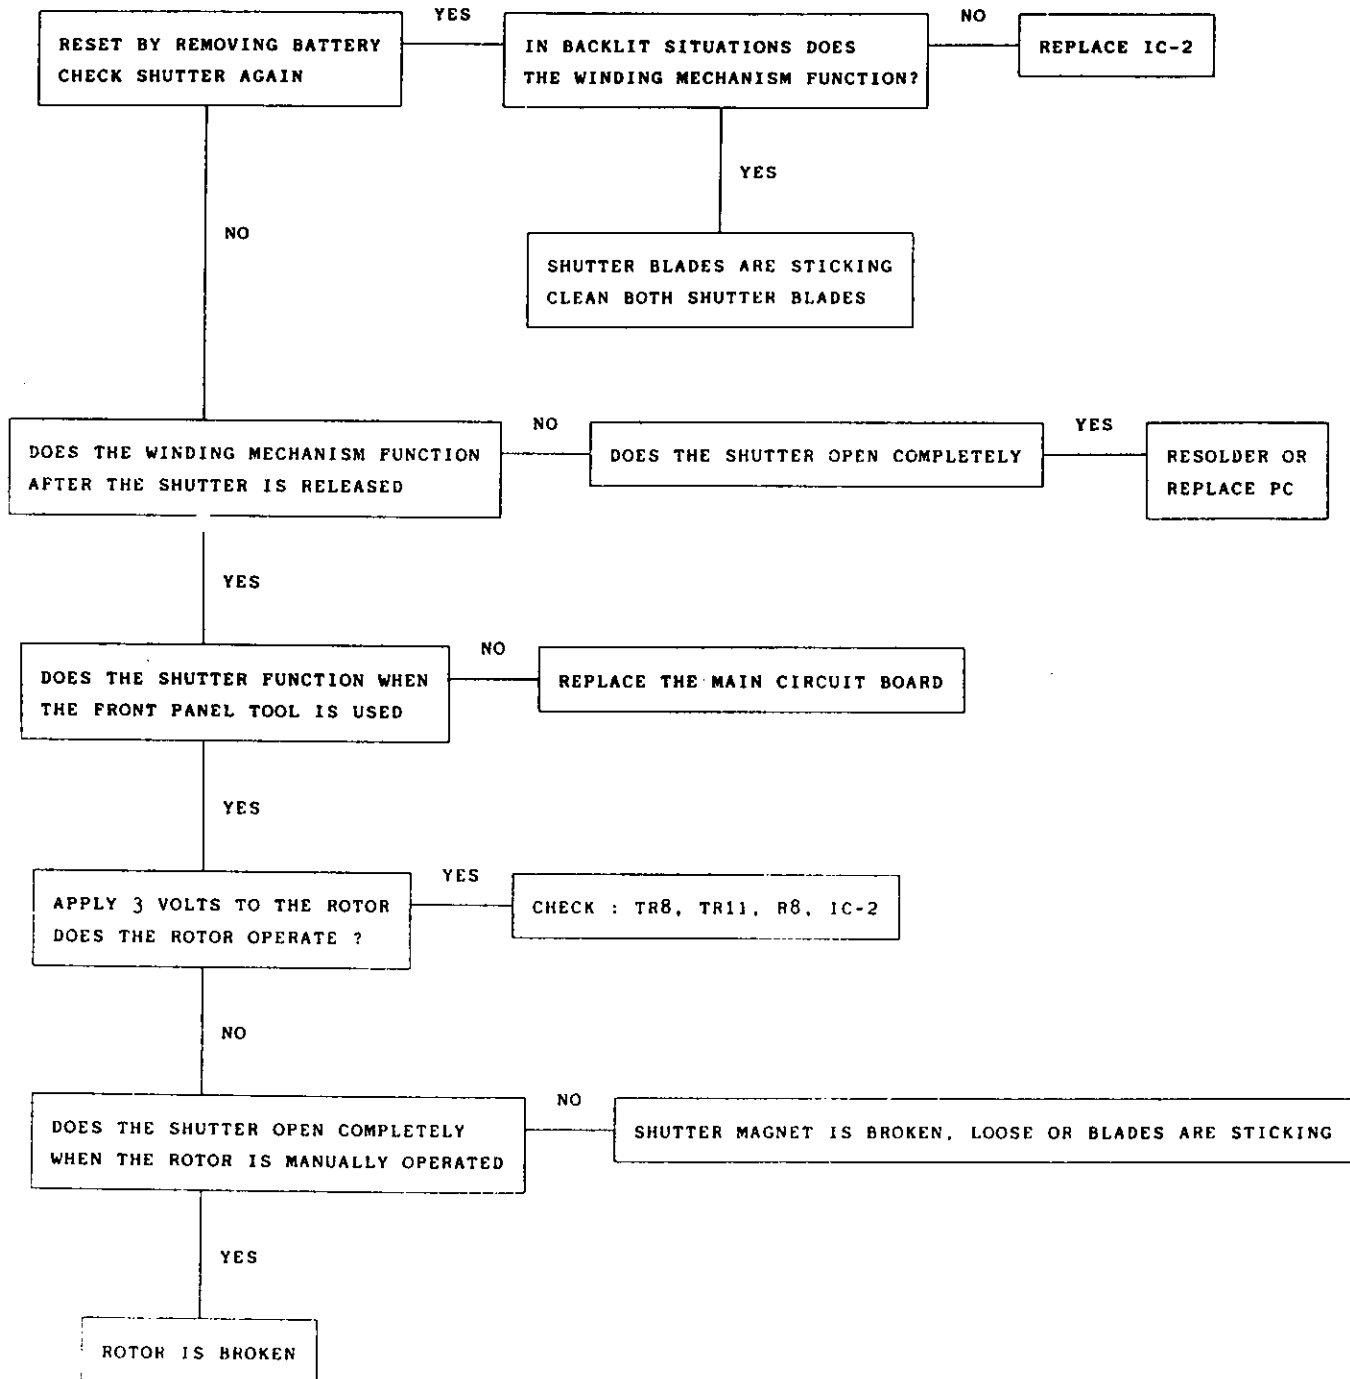 YES
NO
RESET BY REMOVING BATTERY
CHECK SHUTTER AGAIN
IN BACKLIT SITUATIONS DOES
THE WINDING MECHANISM FUNCTION?
REPLACE IC-2
YES
NO
SHUTTER BLADES ARE STICKING
CLEAN BOTH SHUTTER BLADES
NO
YES
DOES THE WINDING MECHANISM FUNCTION
AFTER THE SHUTTER IS RELEASED
DOES THE SHUTTER OPEN COMPLETELY
RESOLDER OR
REPLACE PC
YES
NO
DOES THE SHUTTER FUNCTION WHEN
THE FRONT PANEL TOOL IS USED
REPLACE THE MAIN CIRCUIT BOARD
YES
YES
APPLY 3 VOLTS TO THE ROTOR
DOES THE ROTOR OPERATE ?
CHECK : TR8, TR11, R8, IC-2
NO
NO
DOES THE SHUTTER OPEN COMPLETELY
WHEN THE ROTOR IS MANUALLY OPERATED
SHUTTER MAGNET IS BROKEN, LOOSE OR BLADES ARE STICKING
YES
ROTOR IS BROKEN